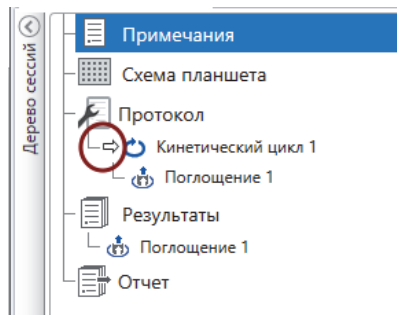 Дерево сессий
Примечания
Схема планшета
Протокол
Кинетический цикл 1
Поглощение 1
Результаты
Поглощение 1
Отчет